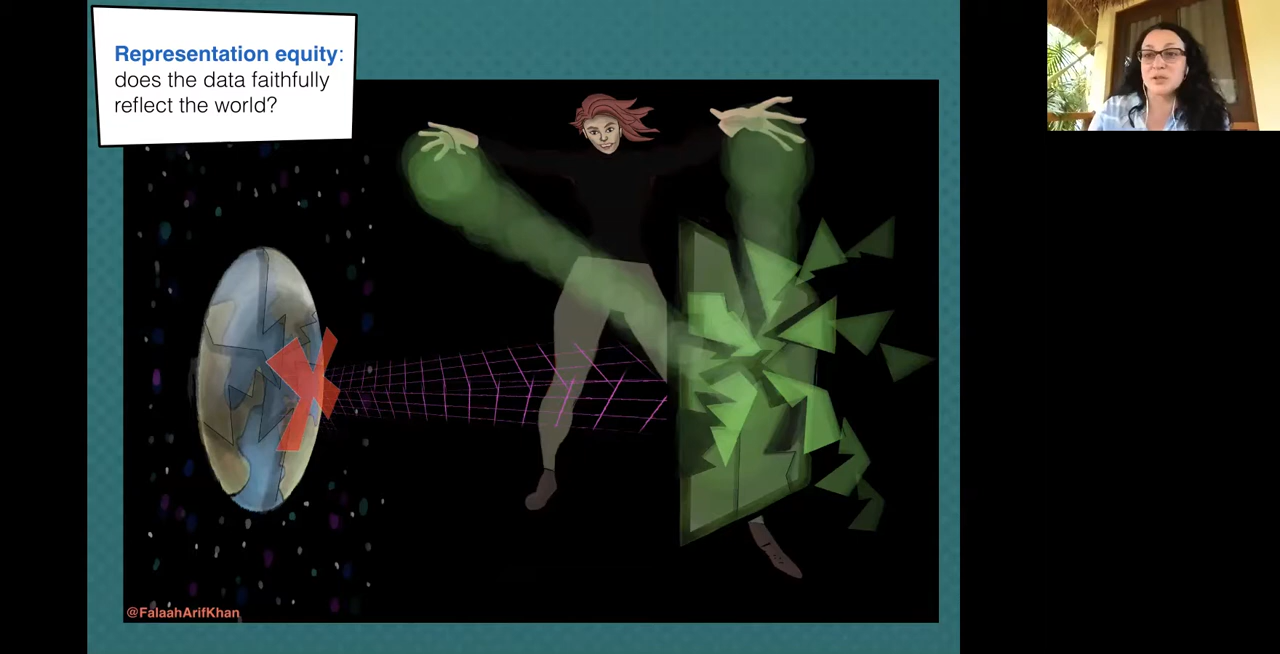 Representation equity:
does the data faithfully
reflect the world?
@FalaahArifKhan